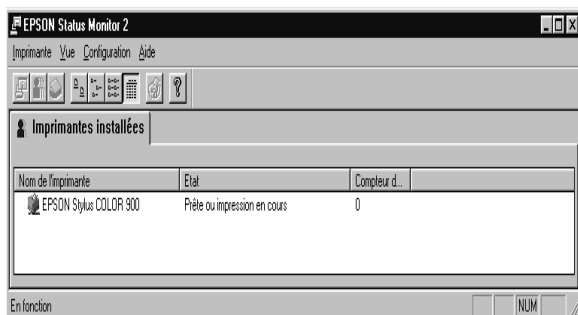 EPSON Status Monitor 2
Imprimante Vue Configuration Aide
Imprimantes installées
Nom de l'imprimante Etat Compteur d...
EPSON Stylus COLOR 900 Prête ou impression en cours 0
En fonction NUM